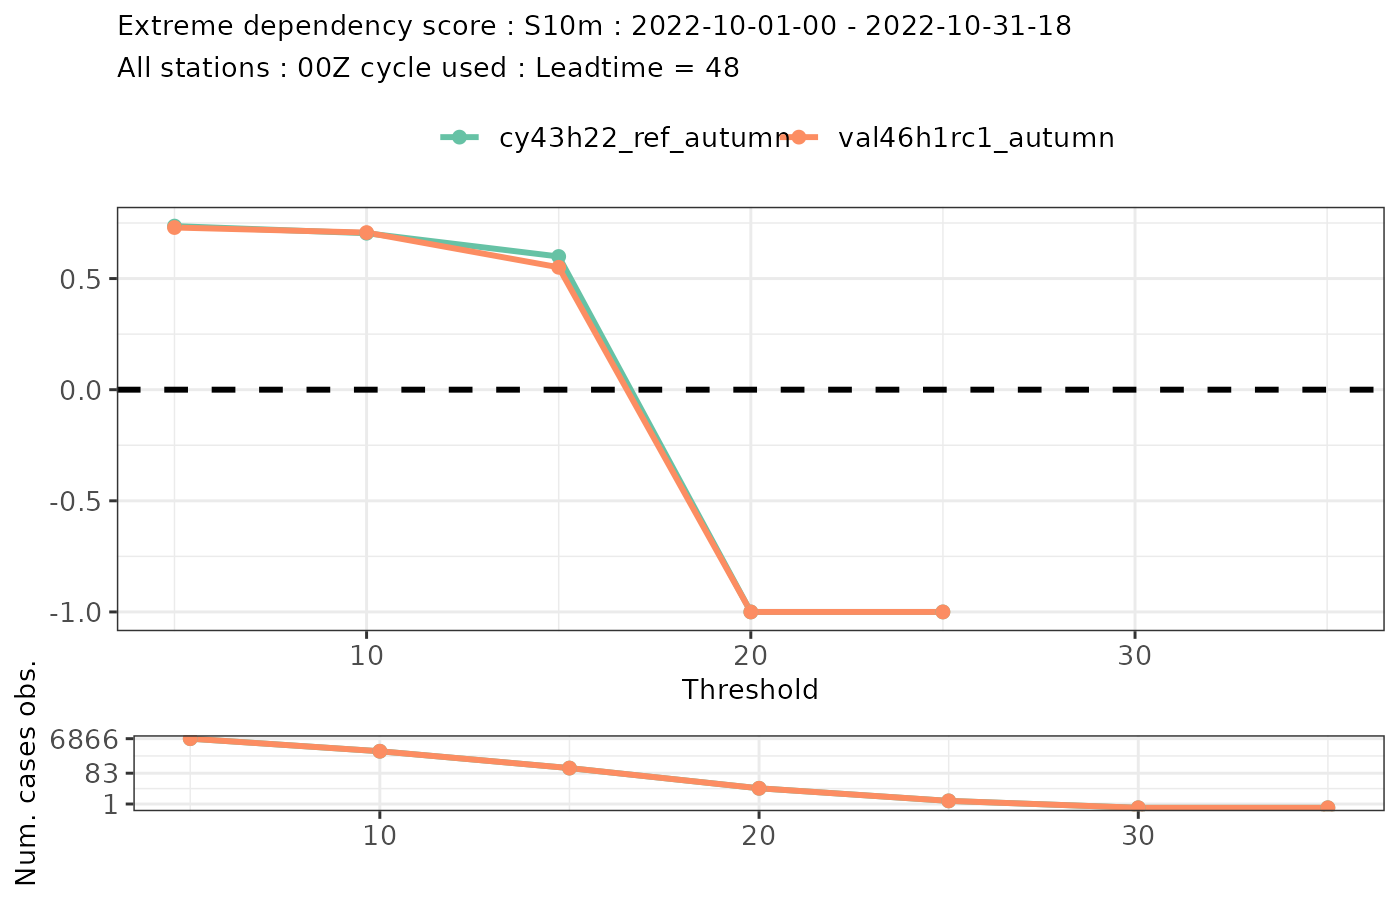 Extreme dependency score : S10m : 2022-10-01-00 - 2022-10-31-18
All stations : 00Z cycle used : Leadtime = 48
cy43h22_ref_autumn val46h1rc1_autumn
0.5
0.0
-0.5
-1.0
10 20 30
Threshold
Num. cases obs.
6866
83
1
10 20 30